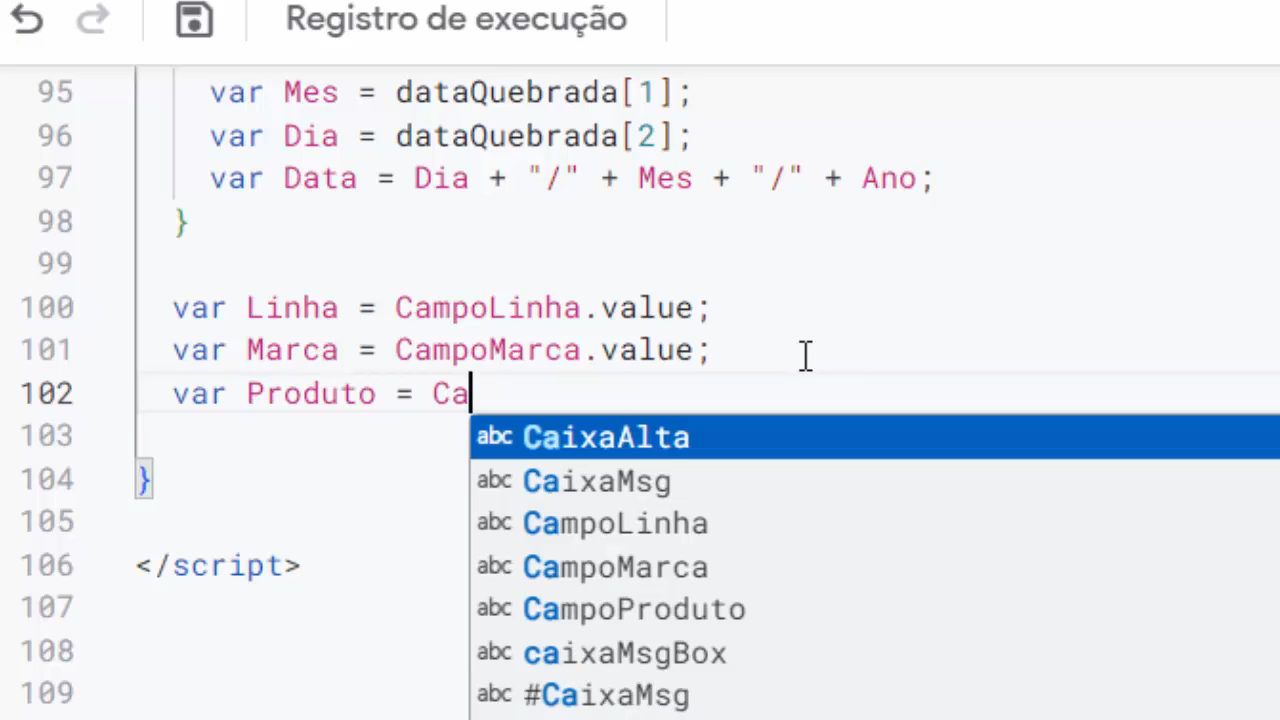 Registro de execução
95 var Mes = dataQuebrada[1];
96 var Dia = dataQuebrada[2];
97 var Data = Dia + "/" + Mes + "/" + Ano;
98 }
99
100 var Linha = CampoLinha.value;
101 var Marca = CampoMarca.value;
102 var Produto = Ca
abc CaixaAlta
103
abc CaixaMsg
104 }
abc CampoLinha
105
abc CampoMarca
106 </script>
abc CampoProduto
107
abc caixaMsgBox
108
abc #CaixaMsg
109